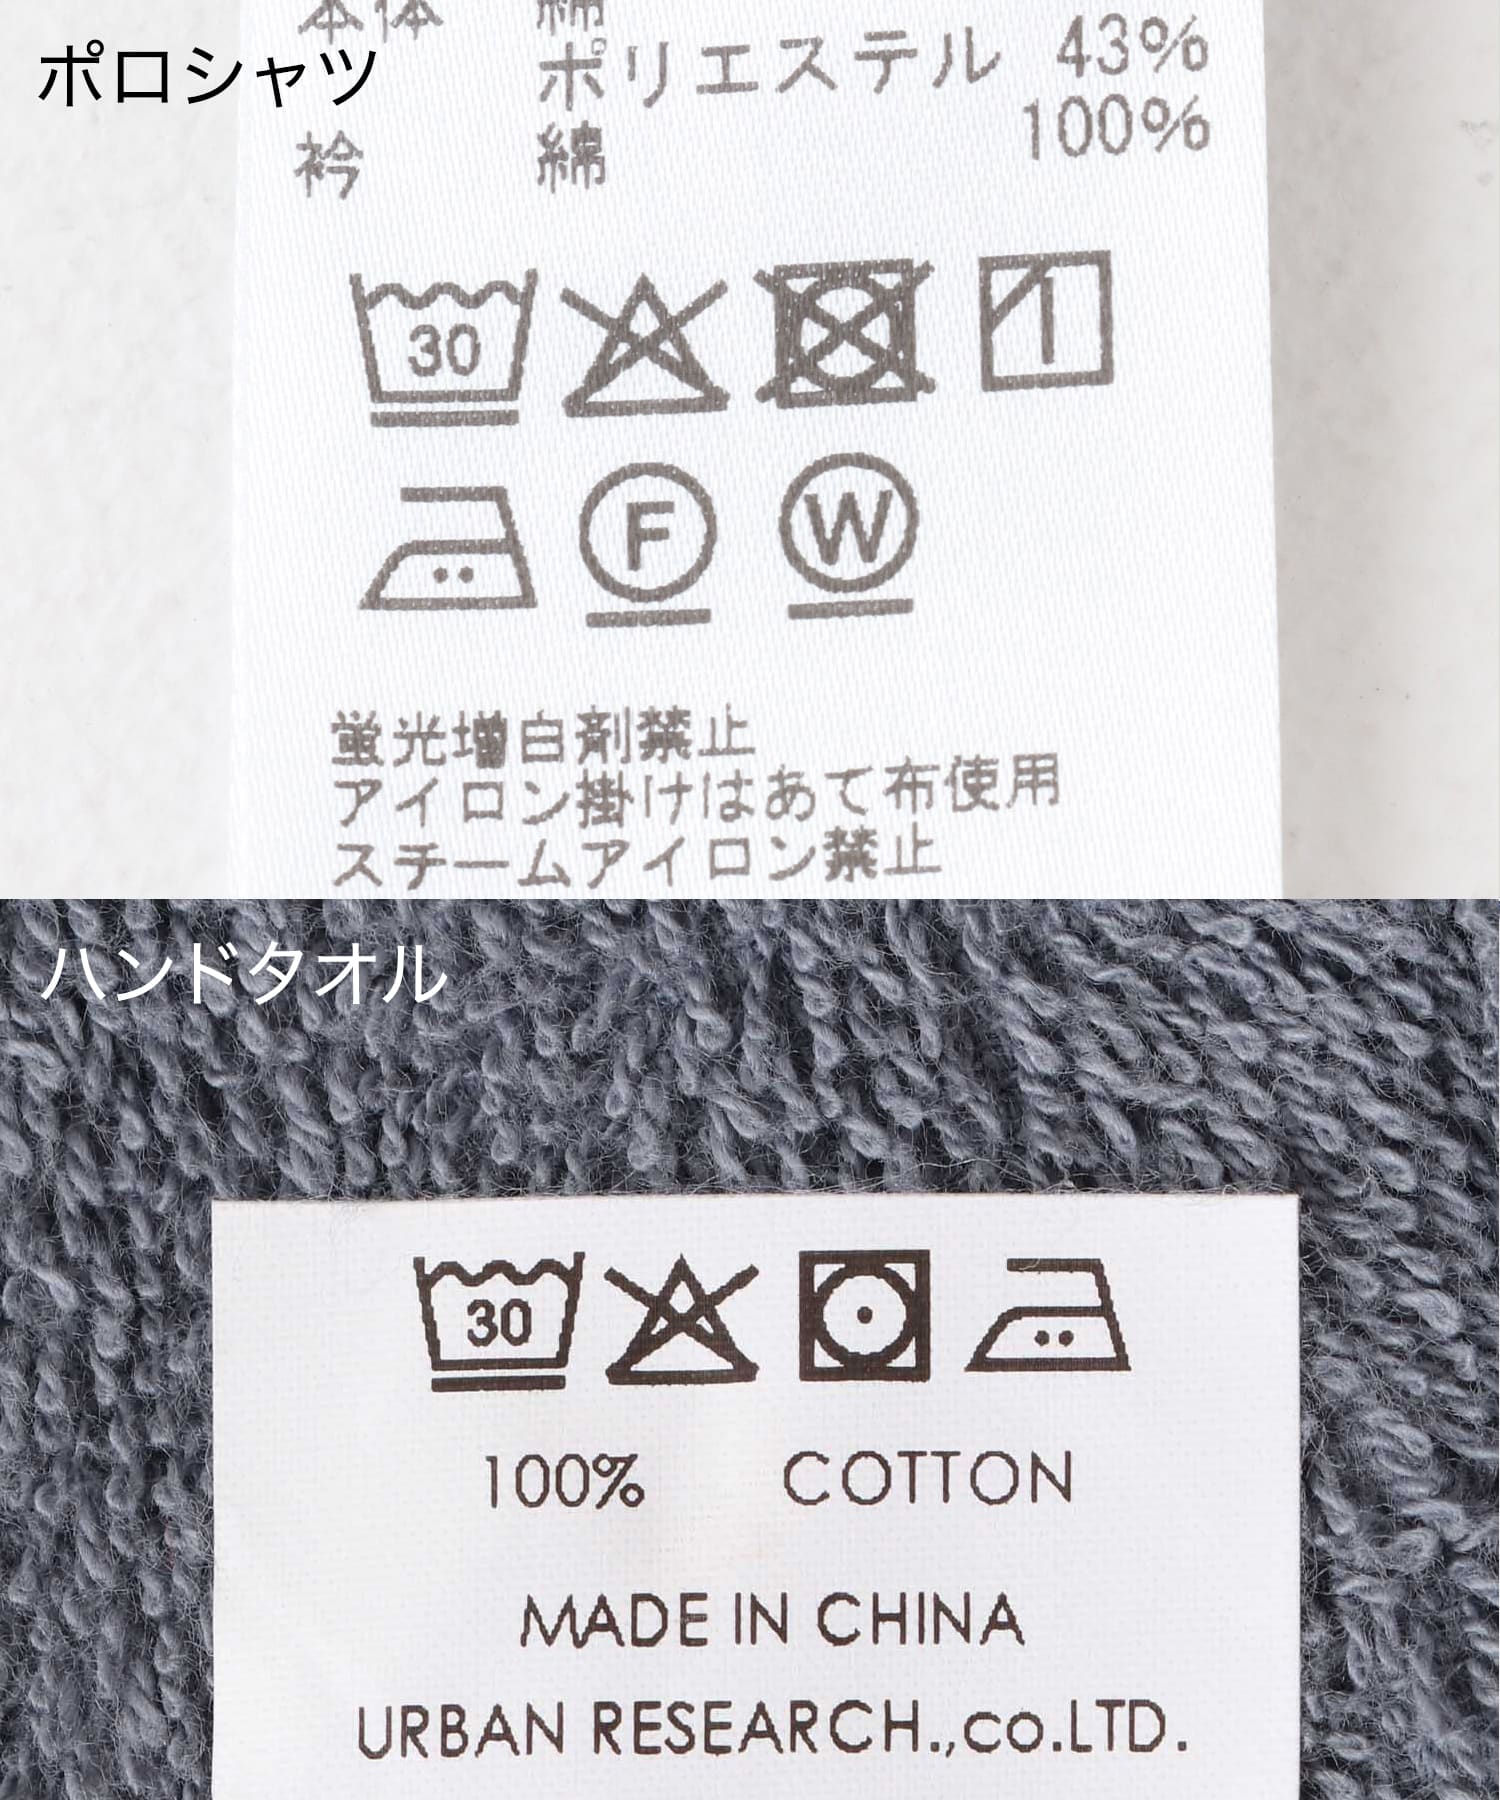 ポロシャツ
本体 綿
ポリエステル 43%
衿 綿 100%
30
F W
蛍光増白剤禁止
アイロン掛けはあて布使用
スチームアイロン禁止
ハンドタオル
30
100% COTTON
MADE IN CHINA
URBAN RESEARCH.,co.LTD.